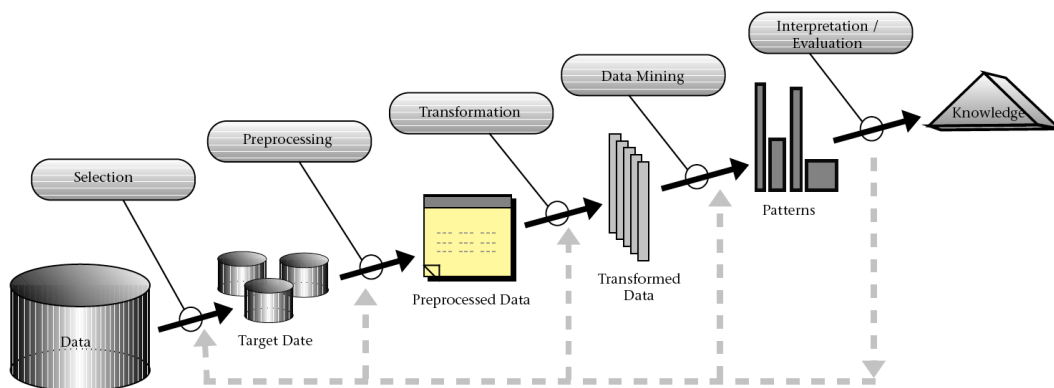 Interpretation /
Evaluation
Data Mining
Transformation
Preprocessing
Selection
Data
Target Date
Preprocessed Data
Transformed
Data
Patterns
Knowledge